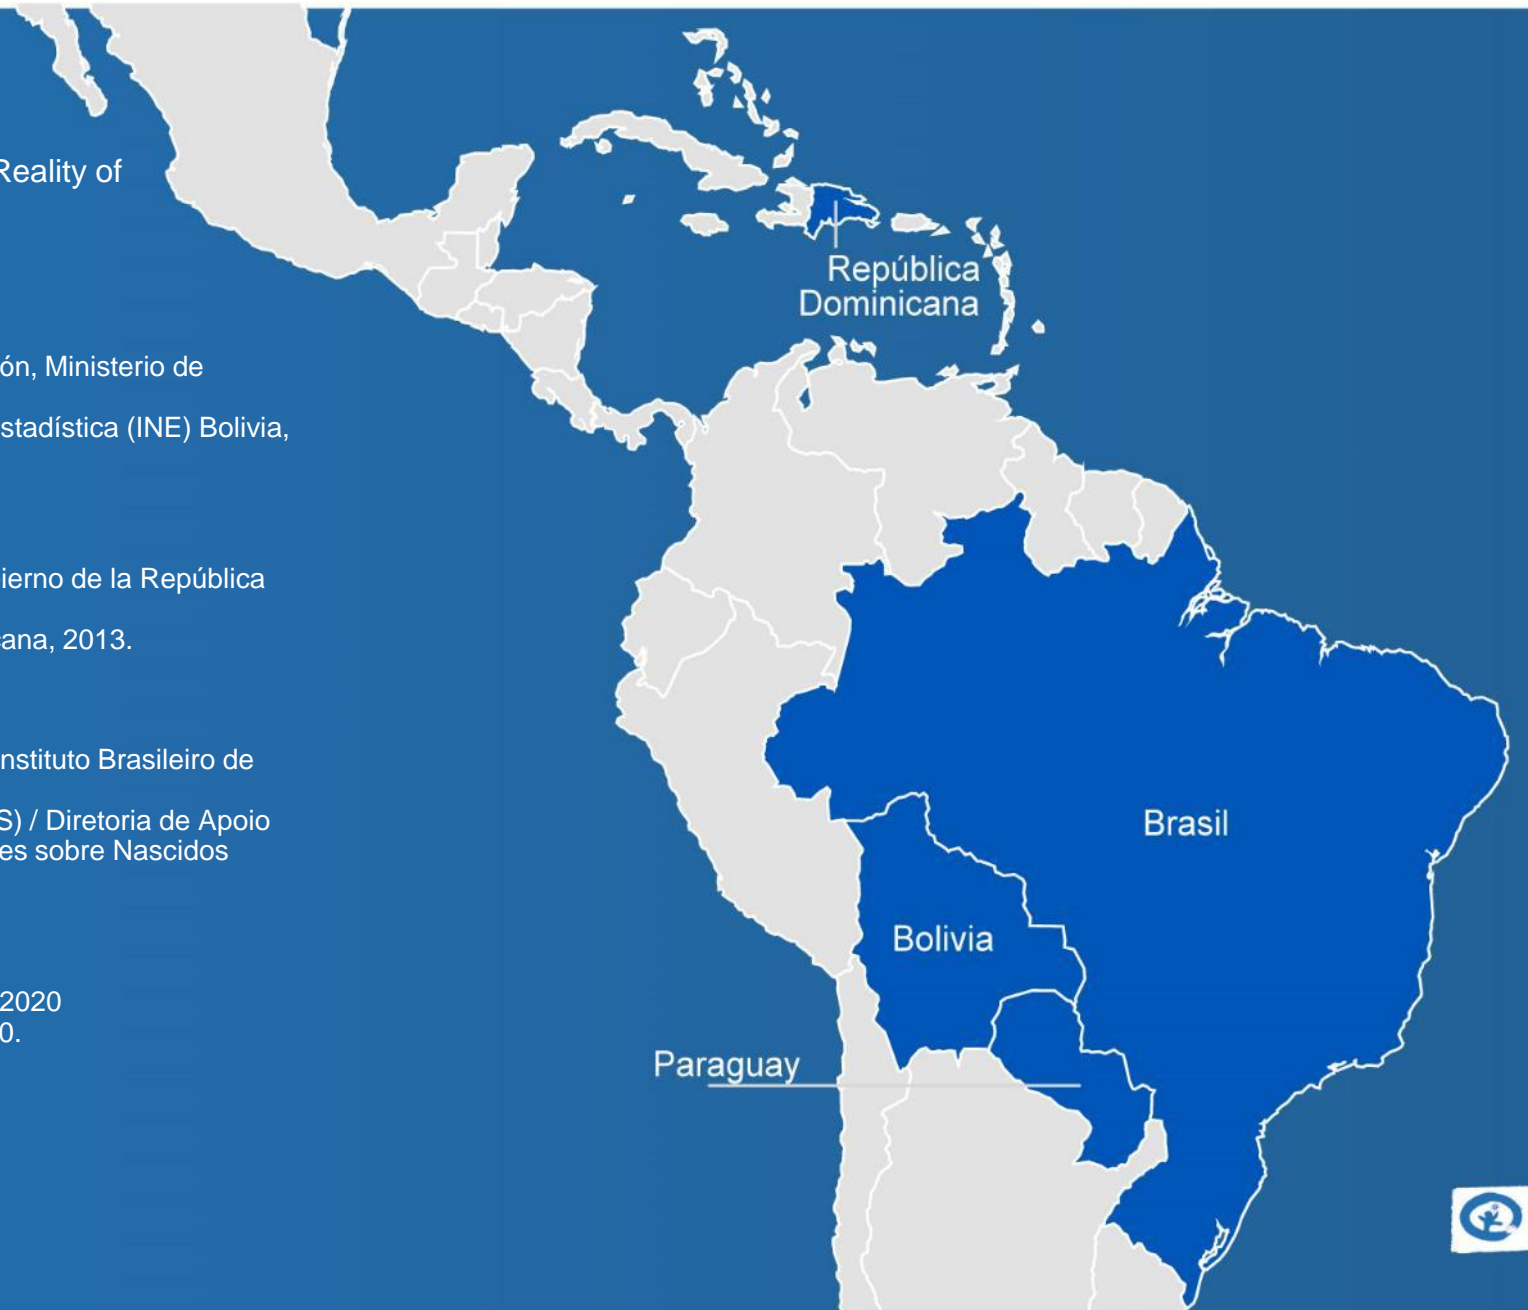 Reality of
ón, Ministerio de
stadística (INE) Bolivia,
ierno de la República
ana, 2013.
nstituto Brasileiro de
S) / Diretoria de Apoio
es sobre Nascidos
2020
0.
República
Dominicana
Brasil
Bolivia
Paraguay